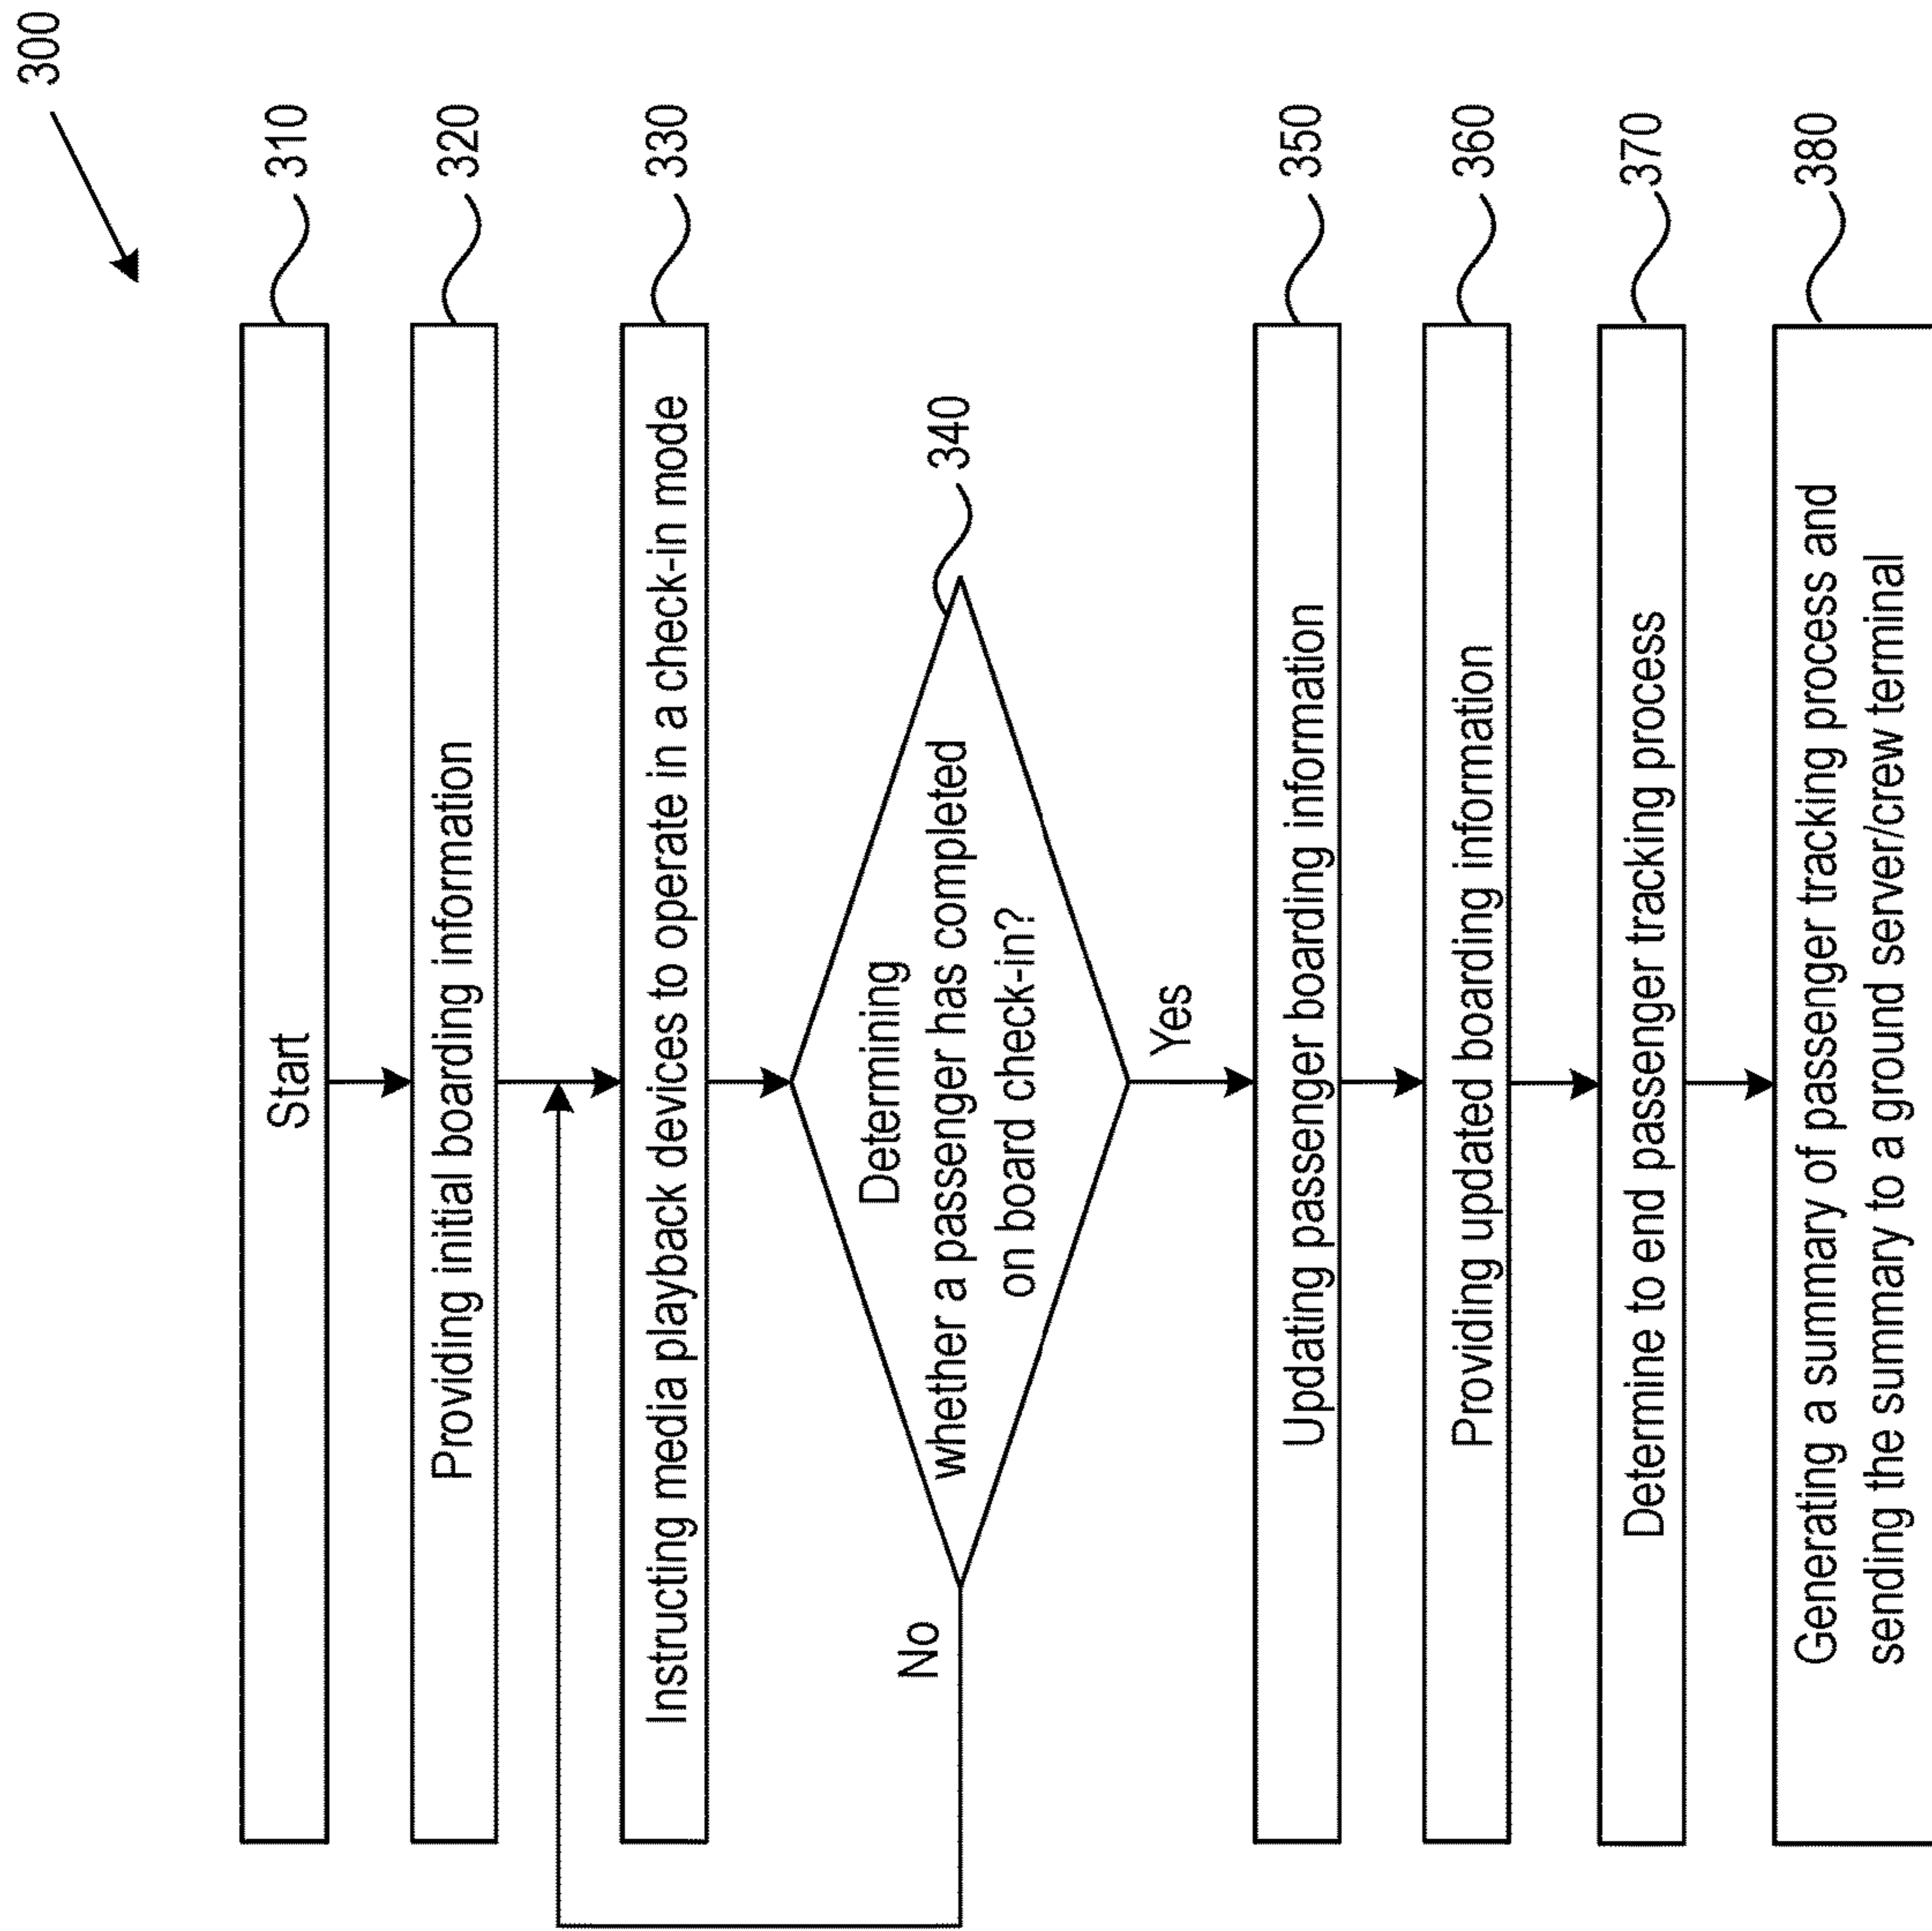 300
Start
310
Providing initial boarding information
320
Instructing media playback devices to operate in a check-in mode
330
Determining
whether a passenger has completed
on board check-in?
340
No
Yes
Updating passenger boarding information
350
Providing updated boarding information
360
Determine to end passenger tracking process
370
Generating a summary of passenger tracking process and
sending the summary to a ground server/crew terminal
380